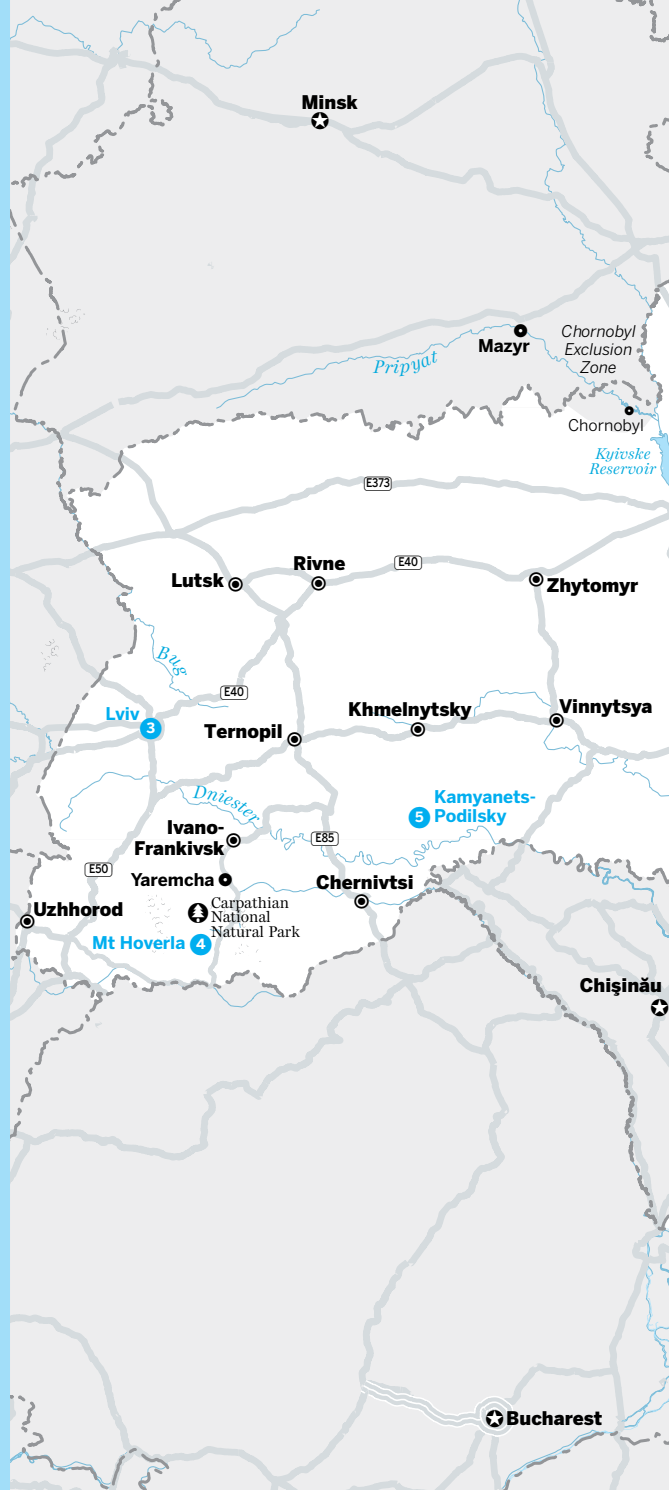 Minsk
Chornobyl
Exclusion
Zone
Mazyr
Pripyat
Chornobyl
Kyivske
Reservoir
E373
Rivne
E40
Lutsk
Zhytomyr
Bug
E40
Lviv
3
Khmelnytsky
Vinnytsya
Ternopil
Dniester
Kamyanets-
Podilsky
5
Ivano-
Frankivsk
E85
E50
Yaremcha
Chernivtsi
Carpathian
National
Natural Park
Uzhhorod
Mt Hoverla
4
Chişinău
Bucharest